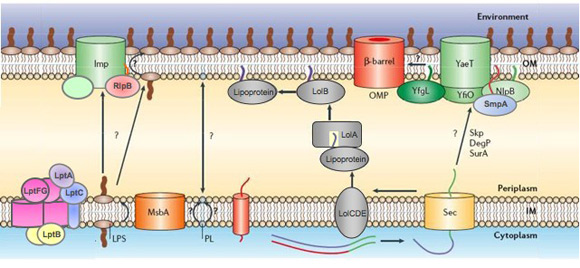 Environment
Imp
?
RlpB
β-barrel
?
YaeT
OM
Lipoprotein
LolB
OMP
YfgL
YfiO
NlpB
SmpA
?
?
LolA
Lipoprotein
?
Skp
DegP
SurA
LptA
LptFG
LptC
LptB
MsbA
?
?
LolCDE
Sec
Periplasm
IM
LPS
PL
Cytoplasm